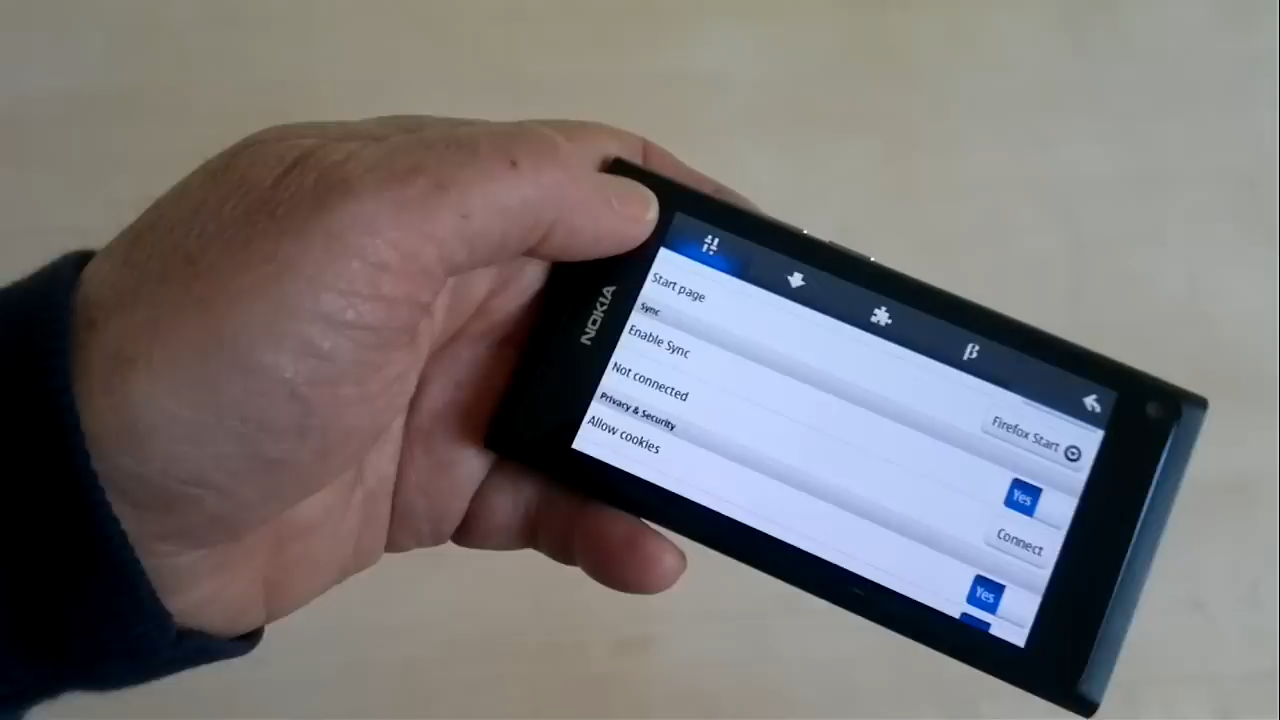 NOKIA
β
Start page
Firefox Start
Sync
Enable Sync
Yes
Not connected
Connect
Privacy & Security
Allow cookies
Yes